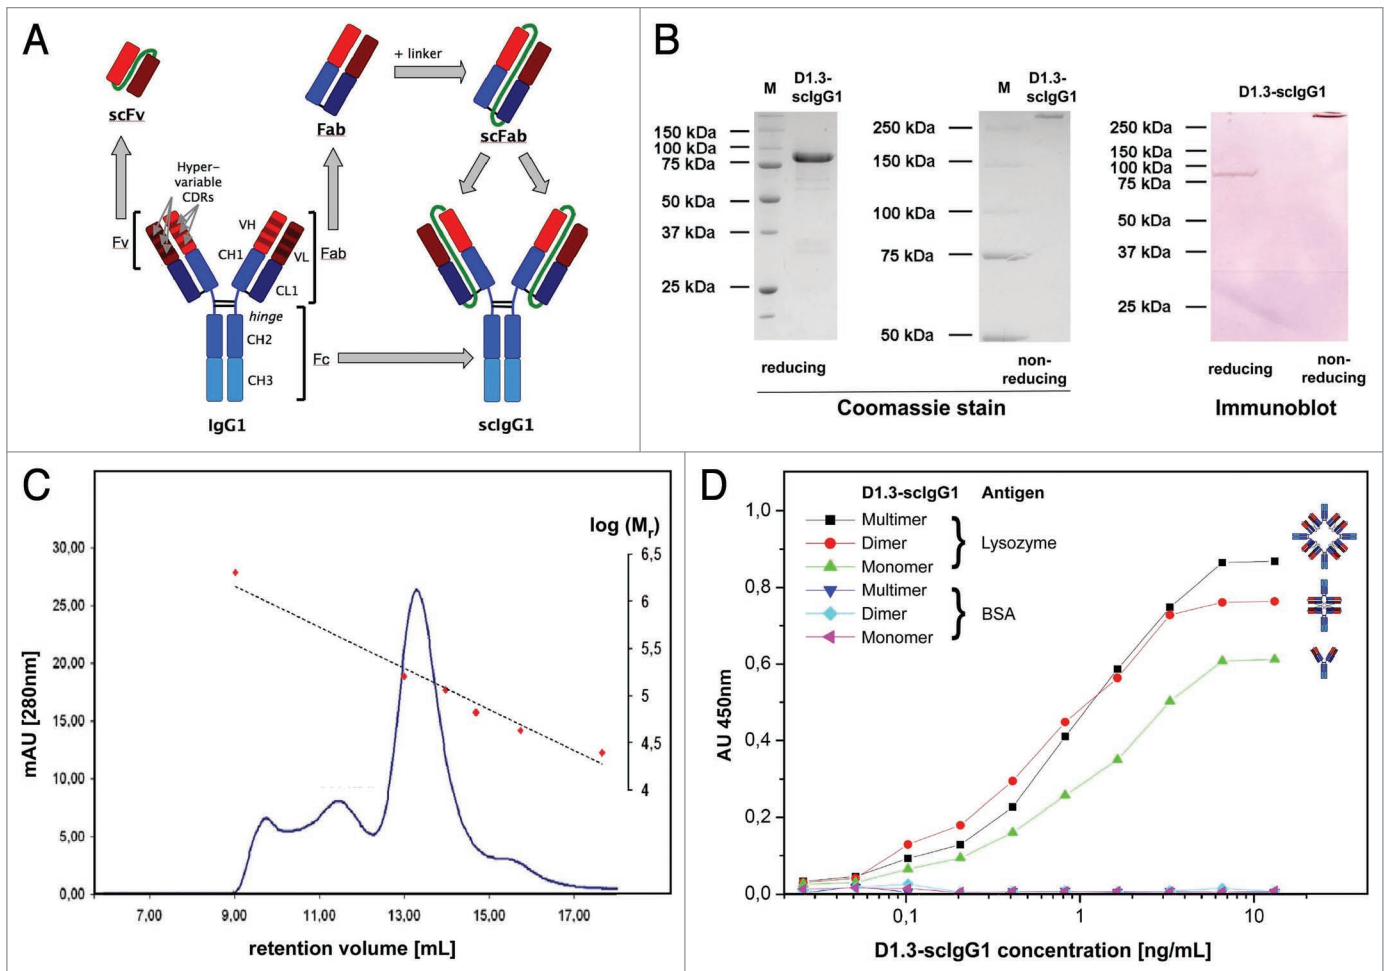 A
scFv
Hyper-
variable
CDRs
Fv
Fab
+ linker
scFab
VH
CH1
VL
CL1
Fab
hinge
CH2
CH3
Fc
IgG1
scIgG1
B
M
D1.3-
scIgG1
150 kDa
100 kDa
75 kDa
50 kDa
37 kDa
25 kDa
reducing
M
D1.3-
scIgG1
250 kDa
150 kDa
100 kDa
75 kDa
50 kDa
non-
reducing
Coomassie stain
D1.3-scIgG1
250 kDa
150 kDa
100 kDa
75 kDa
50 kDa
37 kDa
25 kDa
reducing
non-
reducing
Immunoblot
C
log (Mr)
mAU [280nm]
30,00
25,00
20,00
15,00
10,00
5,00
0,00
6,5
6
5,5
5
4,5
4
7,00
9,00
11,00
13,00
15,00
17,00
retention volume [mL]
D
D1.3-scIgG1 Antigen
Multimer
Dimer
Monomer
Lysozyme
Multimer
Dimer
Monomer
BSA
AU 450nm
1,0
0,8
0,6
0,4
0,2
0,0
0,1
1
10
D1.3-scIgG1 concentration [ng/mL]